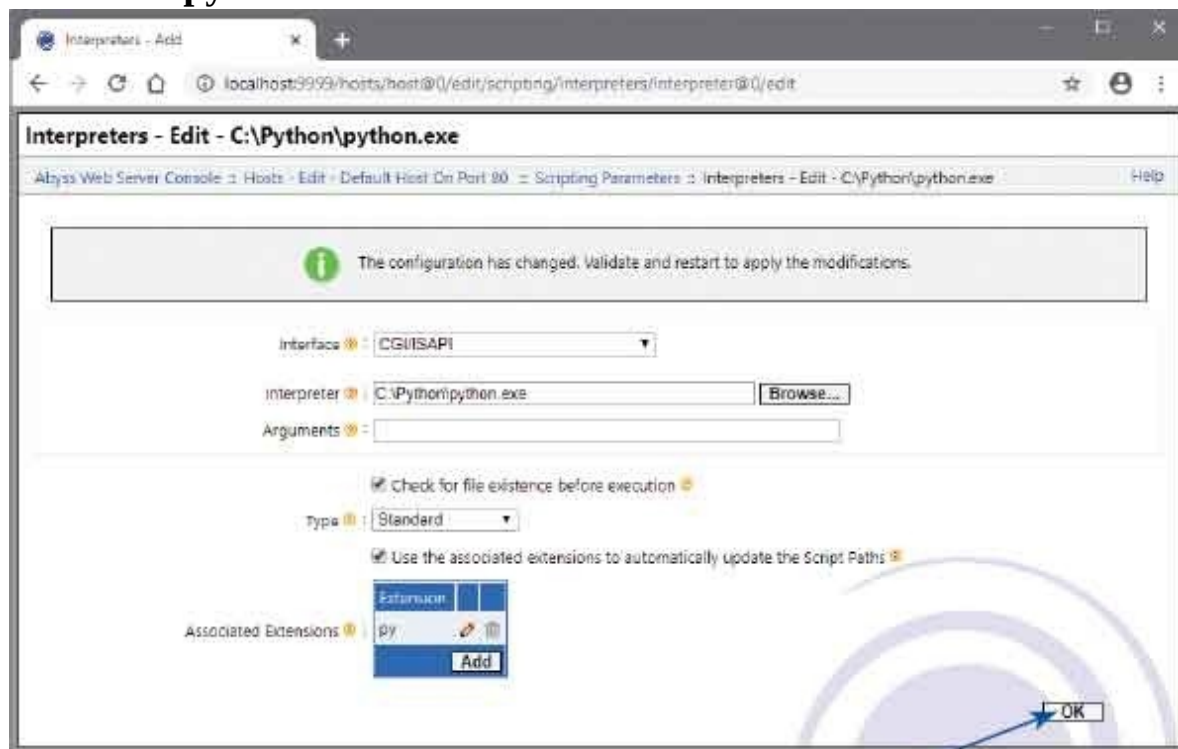 py
Interpreters - Add
localhost:9999/hosts/host@0/edit/scripting/interpreters/interpreter@0/edit
Interpreters - Edit - C:\Python\python.exe
Abyss Web Server Console :: Hosts - Edit - Default Host On Port 80 :: Scripting Parameters :: Interpreters - Edit - C:\Python\python.exe Help
The configuration has changed. Validate and restart to apply the modifications.
Interface : CGI/ISAPI
Interpreter : C:\Python\python.exe Browse...
Arguments :
Check for file existence before execution
Type : Standard
Use the associated extensions to automatically update the Script Paths
Extension
Associated Extensions : py
Add
OK